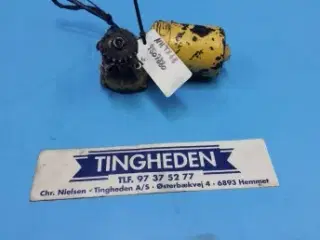 TINGHEDEN
TLF. 97 37 52 77
Chr. Nielsen - Tingheden A/S - Østerbækvej 4 - 6893 Hemmet